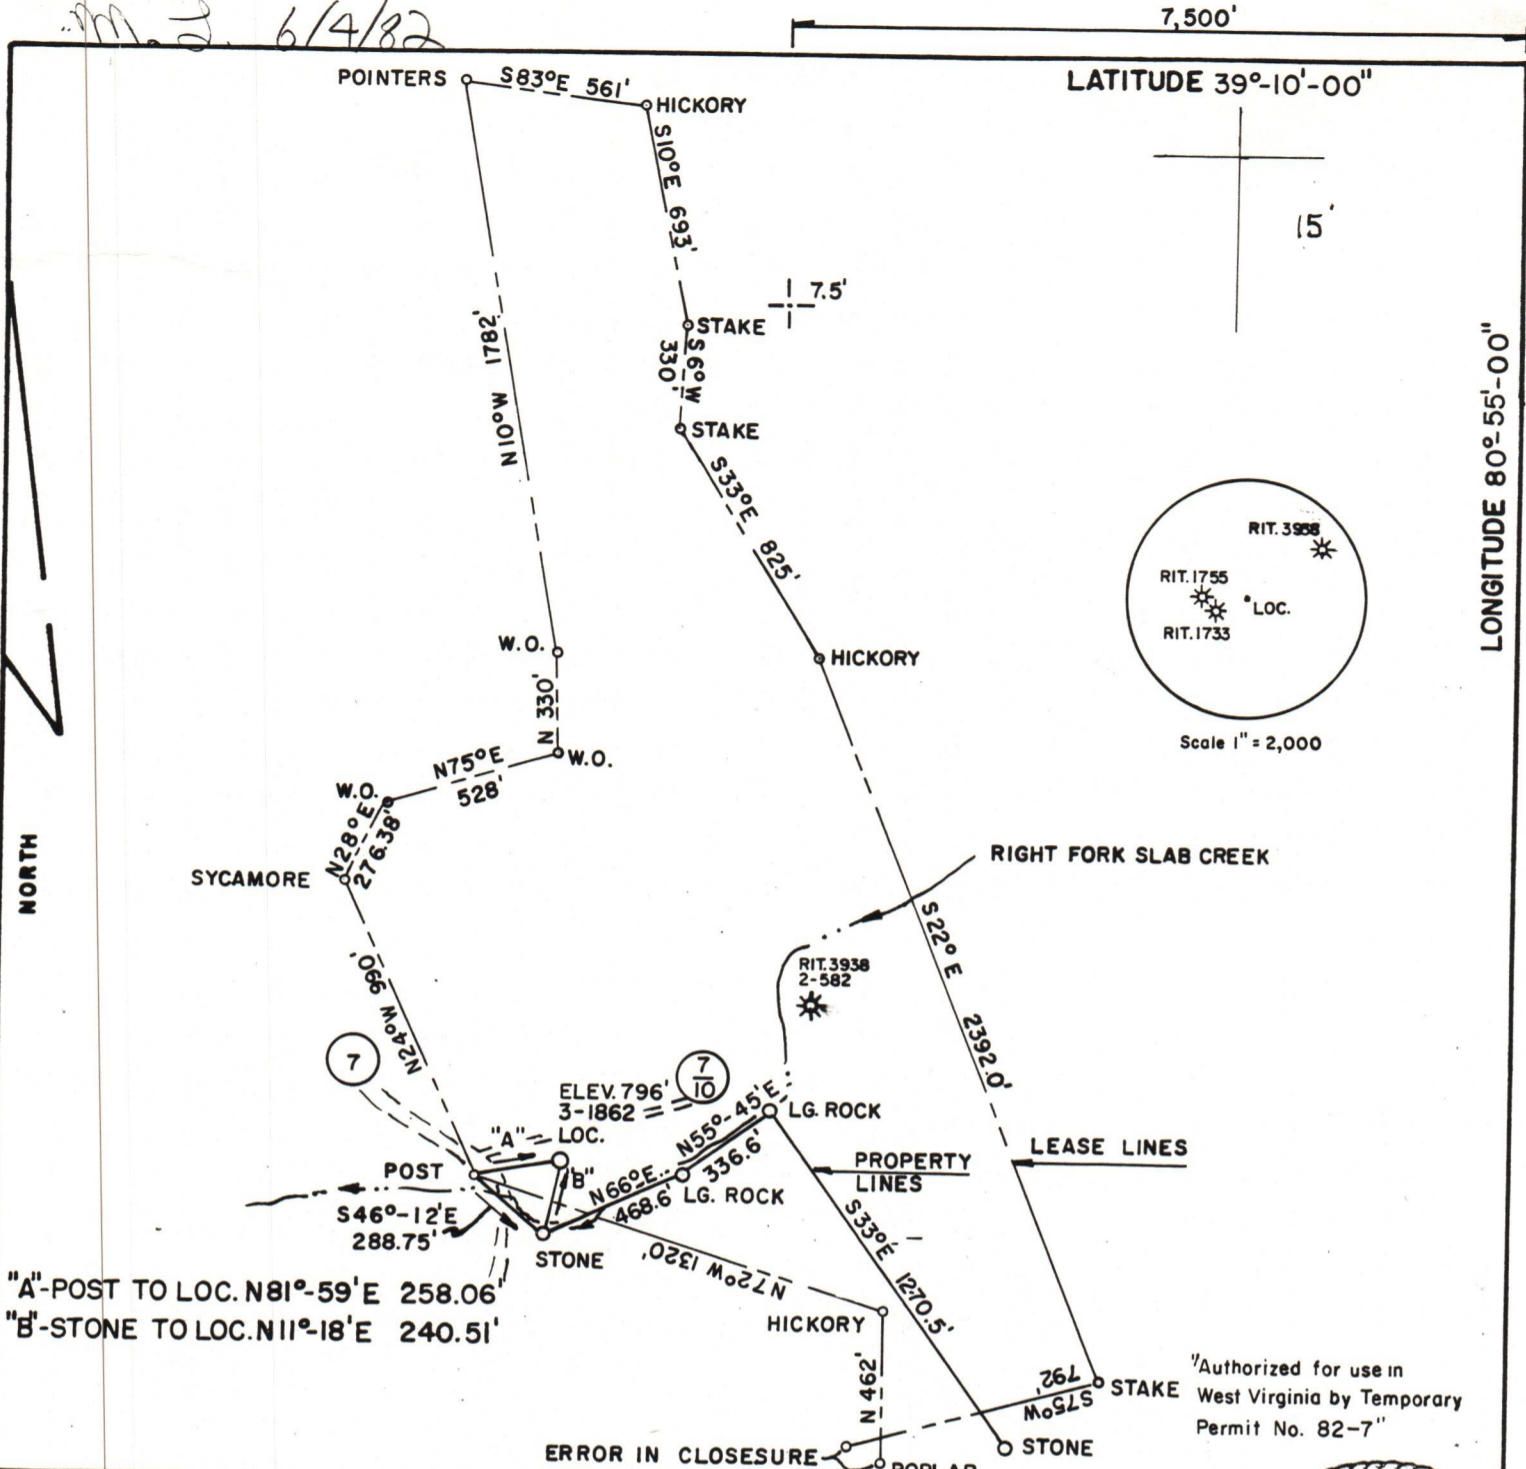 M. L. 6/4/82
7,500'
LATITUDE 39°-10'-00"
POINTERS
S83°E 561'
HICKORY
S10°E 693'
15'
7.5'
STAKE
S6°W
330'
STAKE
N10°W 1782'
S33°E 825'
LONGITUDE 80°-55'-00"
RIT.
RIT.1755
LOC.
RIT.1733
Scale 1" = 2,000
W.O.
HICKORY
N 330'
W.O.
N75°E
528'
W.O.
N28°E
276.38'
SYCAMORE
NORTH
RIGHT FORK SLAB CREEK
S22°E 2392.0'
N24°W 990'
RIT.3938
2-582
7
7
10
ELEV. 796'
3-1862
"A"
LOC.
N55°-45'E
336.6'
LG. ROCK
LEASE LINES
PROPERTY
LINES
POST
"B"
N66°E
468.6'
LG. ROCK
S46°-12'E
288.75'
STONE
S33°E 1270.5'
N72°W 1320'
"A"-POST TO LOC. N81°-59'E 258.06'
"B"-STONE TO LOC. N11°-18'E 240.51'
HICKORY
N 462'
S75°W
792'
STAKE
"Authorized for use in
West Virginia by Temporary
Permit No. 82-7"
ERROR IN CLOSESURE
STONE
POPLAR